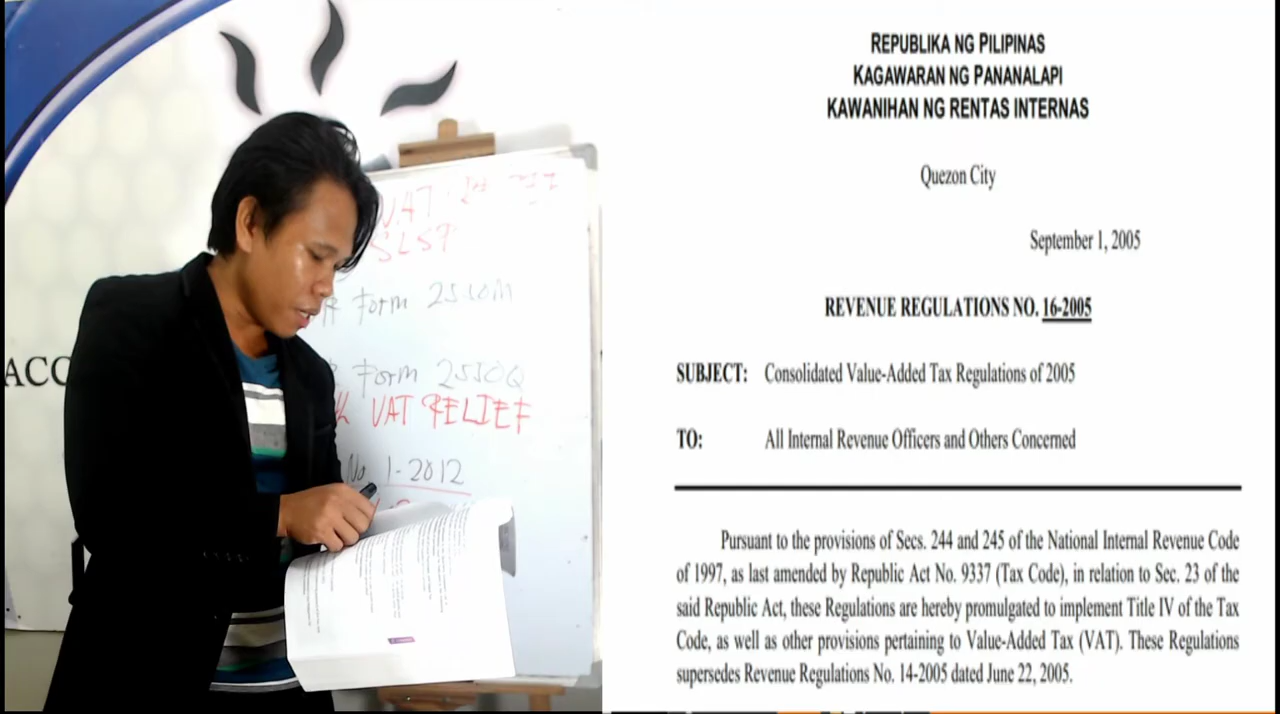 ACC
VAT
SLSP
Form 2550M
Form 2550Q
VAT RELIEF
No. 1-2012
REPUBLIKA NG PILIPINAS
KAGAWARAN NG PANANALAPI
KAWANIHAN NG RENTAS INTERNAS
Quezon City
September 1, 2005
REVENUE REGULATIONS NO. 16-2005
SUBJECT: Consolidated Value-Added Tax Regulations of 2005
TO: All Internal Revenue Officers and Others Concerned
Pursuant to the provisions of Secs. 244 and 245 of the National Internal Revenue Code
of 1997, as last amended by Republic Act No. 9337 (Tax Code), in relation to Sec. 23 of the
said Republic Act, these Regulations are hereby promulgated to implement Title IV of the Tax
Code, as well as other provisions pertaining to Value-Added Tax (VAT). These Regulations
supersedes Revenue Regulations No. 14-2005 dated June 22, 2005.